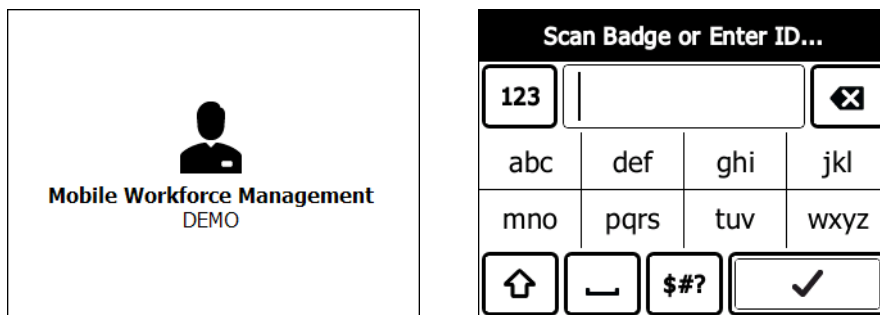 Mobile Workforce Management
DEMO
Scan Badge or Enter ID...
123
abc def ghi jkl
mno pqrs tuv wxyz
$#?